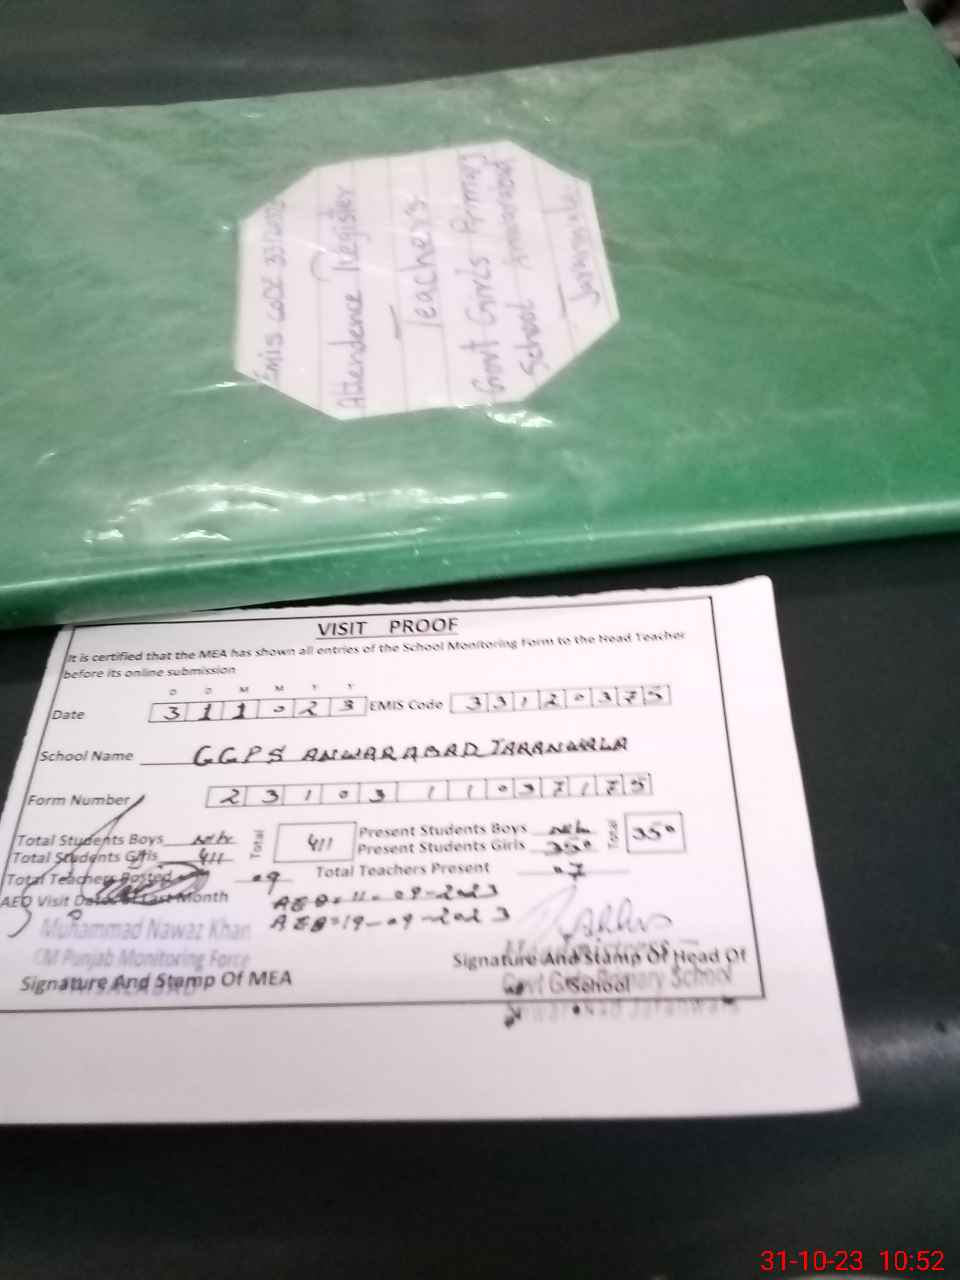 Attendence Register
Teachers
Govt Girls Primary
School Anwarabad
Jaranwala
VISIT PROOF
It is certified that the MEA has shown all entries of the School Monitoring Form to the Head Teacher
before its online submission
D D M M Y Y
Date 3 1 1 0 2 3 EMIS Code 3 3 1 2 0 3 7 5
School Name GGPS ANWARABAD JARANWALA
Form Number 2 3 1 0 3 1 1 0 3 7 1 7 5
Total Students Boys Total 411 Present Students Boys Total 350
Total Students Girls 411 Present Students Girls 350
Total Teachers Posted 09 Total Teachers Present 07
AEO Visit Dates of Last Month AEO = 11-09-2023
AEO = 19-09-2023
Muhammad Nawaz Khan
CM Punjab Monitoring Force
FAISALABAD
Signature And Stamp Of MEA
Headmistress
Signature And Stamp Of Head Of
School
Govt Girls Primary School
Anwar Abad Jaranwala
31-10-23 10:52